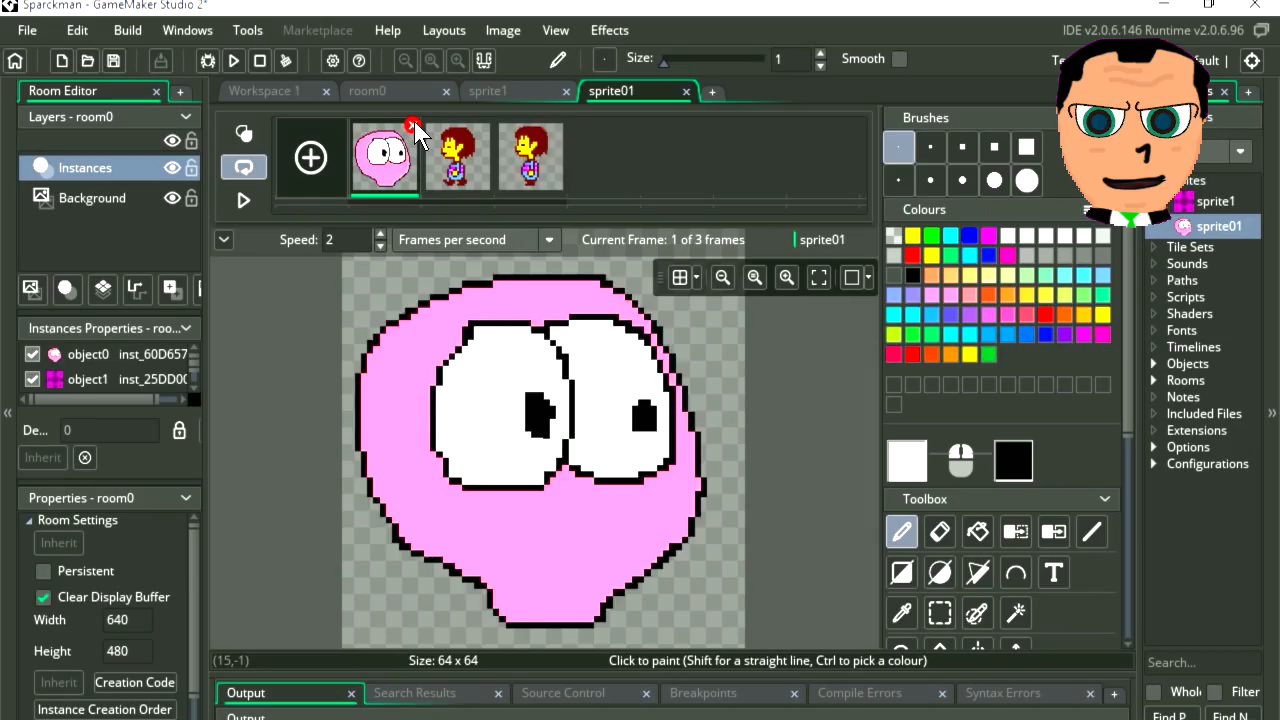 Sparckman - GameMaker Studio 2*
File Edit Build Windows Tools Marketplace Help Layouts Image View Effects IDE v2.0.6.146 Runtime v2.0.6.96
Size: 1 Smooth
Room Editor Workspace 1 room0 sprite1 sprite01
Layers - room0
Instances
Background
Brushes
Colours
sprite1
sprite01
Tile Sets
Sounds
Paths
Scripts
Shaders
Fonts
Timelines
Objects
Rooms
Notes
Included Files
Extensions
Options
Configurations
Speed: 2 Frames per second Current Frame: 1 of 3 frames sprite01
Instances Properties - roo...
object0 inst_60D657
object1 inst_25DD00
De... 0
Inherit
Properties - room0
Room Settings
Inherit
Persistent
Clear Display Buffer
Width 640
Height 480
Inherit Creation Code
Instance Creation Order
Toolbox
T
(15,-1) Size: 64 x 64 Click to paint (Shift for a straight line, Ctrl to pick a colour)
Search...
Filter
Output Search Results Source Control Breakpoints Compile Errors Syntax Errors
Output
Find P
Find N